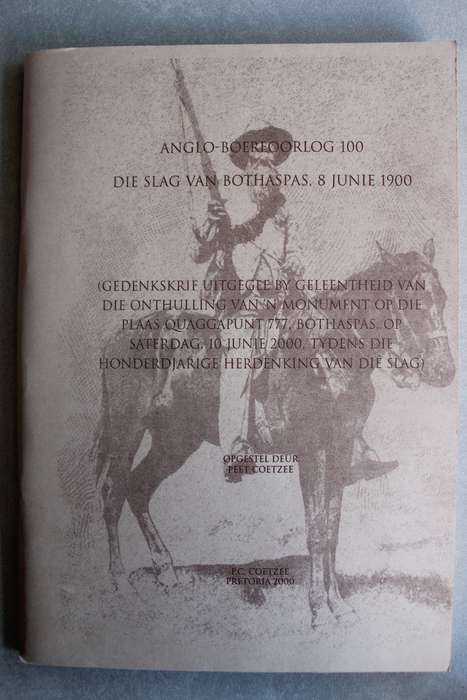 ANGLO-BOEREOORLOG 100
DIE SLAG VAN BOTHASPAS, 8 JUNIE 1900
(GEDENKSKRIF UITGEGEE BY GELEENTHEID VAN
DIE ONTHULLING VAN 'N MONUMENT OP DIE
PLAAS QUAGGAPUNT 777, BOTHASPAS, OP
SATERDAG, 10 JUNIE 2000, TYDENS DIE
HONDERDJARIGE HERDENKING VAN DIE SLAG)
OPGESTEL DEUR
PEET COETZEE
P.C. COETZEE
PRETORIA 2000